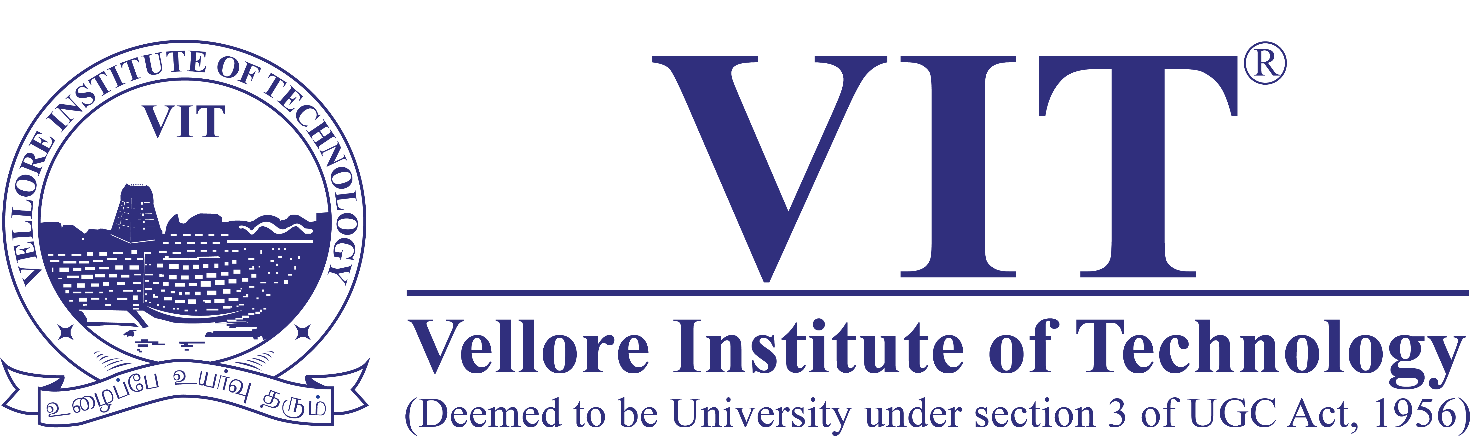 VELLORE INSTITUTE OF TECHNOLOGY
VIT
உழைப்பே உயர்வு தரும்
VIT®
Vellore Institute of Technology
(Deemed to be University under section 3 of UGC Act, 1956)